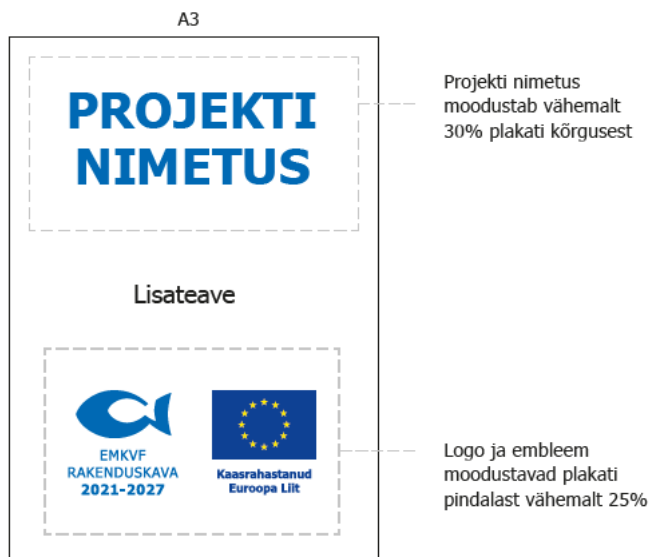 A3
PROJEKTI
NIMETUS
Projekti nimetus
moodustab vähemalt
30% plakati kõrgusest
Lisateave
EMKVF
RAKENDUSKAVA
2021-2027
Kaasrahastanud
Euroopa Liit
Logo ja embleem
moodustavad plakati
pindalast vähemalt 25%